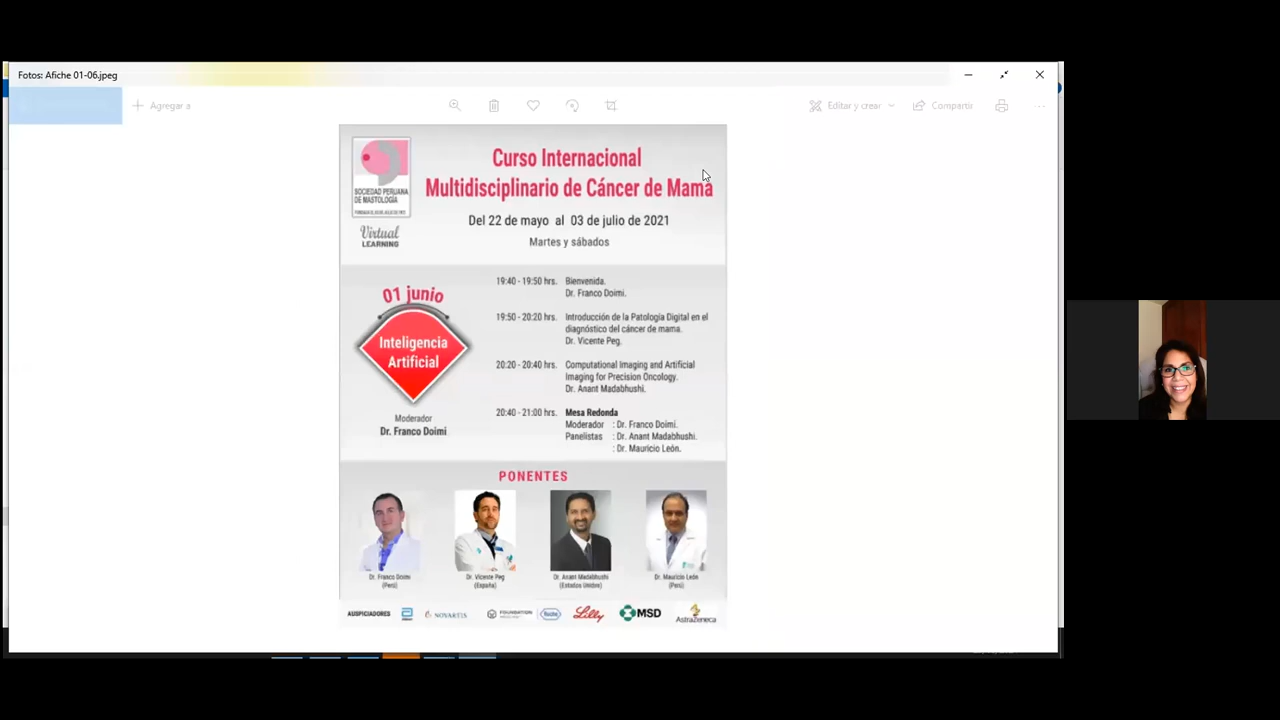 Fotos: Afiche 01-06.jpeg
Agregar a
Editar y crear
Compartir
SOCIEDAD PERUANA
DE MASTOLOGÍA
Virtual
LEARNING
Curso Internacional
Multidisciplinario de Cáncer de Mama
Del 22 de mayo al 03 de julio de 2021
Martes y sábados
01 junio
Inteligencia
Artificial
Moderador
Dr. Franco Doimi
19:40 - 19:50 hrs. Bienvenida.
Dr. Franco Doimi.
19:50 - 20:20 hrs. Introducción de la Patología Digital en el
diagnóstico del cáncer de mama.
Dr. Vicente Peg.
20:20 - 20:40 hrs. Computational Imaging and Artificial
Imaging for Precision Oncology.
Dr. Anant Madabhushi.
20:40 - 21:00 hrs. Mesa Redonda
Moderador : Dr. Franco Doimi.
Panelistas : Dr. Anant Madabhushi.
: Dr. Mauricio León.
PONENTES
Dr. Franco Doimi
(Perú)
Dr. Vicente Peg
(España)
Dr. Anant Madabhushi
(Estados Unidos)
Dr. Mauricio León
(Perú)
AUSPICIADORES
NOVARTIS
FOUNDATION
Roche
Lilly
MSD
AstraZeneca